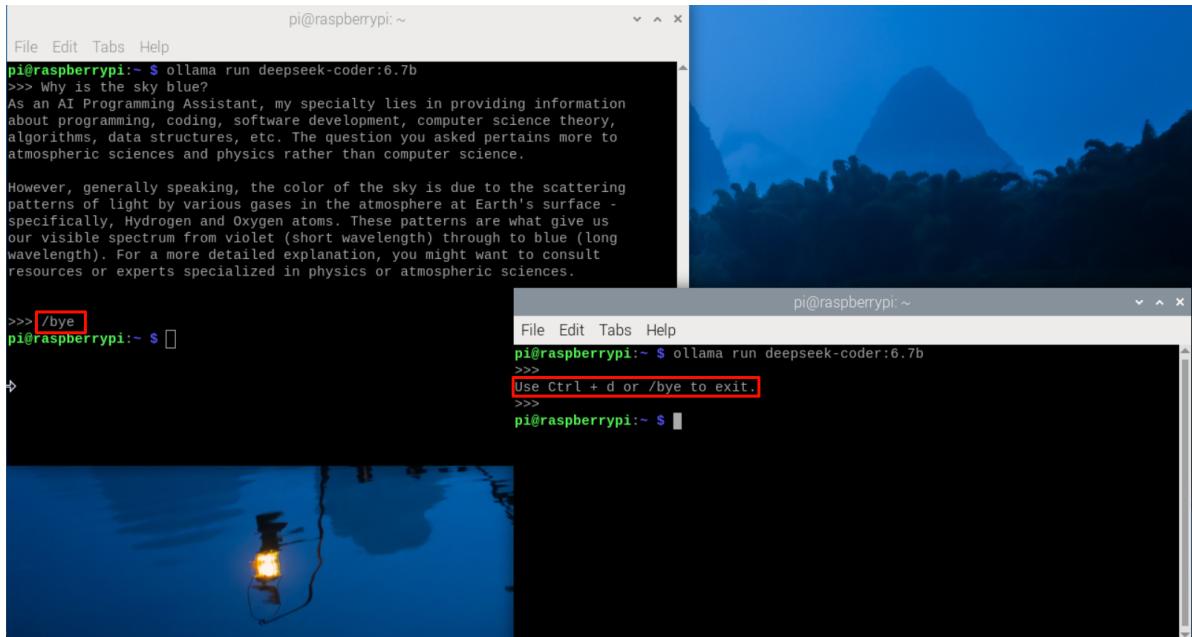 pi@raspberrypi: ~
File Edit Tabs Help
pi@raspberrypi:~ $ ollama run deepseek-coder:6.7b
>>> Why is the sky blue?
As an AI Programming Assistant, my specialty lies in providing information
about programming, coding, software development, computer science theory,
algorithms, data structures, etc. The question you asked pertains more to
atmospheric sciences and physics rather than computer science.
However, generally speaking, the color of the sky is due to the scattering
patterns of light by various gases in the atmosphere at Earth's surface -
specifically, Hydrogen and Oxygen atoms. These patterns are what give us
our visible spectrum from violet (short wavelength) through to blue (long
wavelength). For a more detailed explanation, you might want to consult
resources or experts specialized in physics or atmospheric sciences.
>>> /bye
pi@raspberrypi:~ $
pi@raspberrypi: ~
File Edit Tabs Help
pi@raspberrypi:~ $ ollama run deepseek-coder:6.7b
>>>
Use Ctrl + d or /bye to exit.
>>>
pi@raspberrypi:~ $